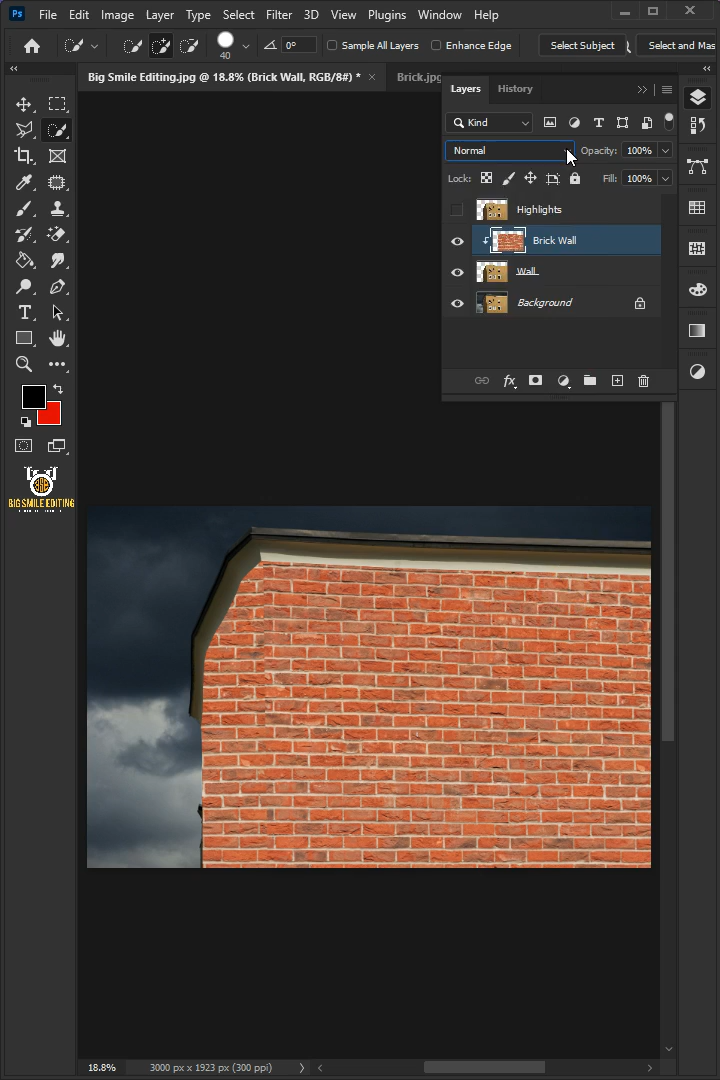 Ps File Edit Image Layer Type Select Filter 3D View Plugins Window Help
40 0° Sample All Layers Enhance Edge Select Subject Select and Mas
Big Smile Editing.jpg @ 18.8% (Brick Wall, RGB/8#) * × Brick.jpg
Layers History
Kind
Normal Opacity: 100%
Lock: Fill: 100%
Highlights
Brick Wall
Wall
Background
fx
BIG SMILE EDITING
18.8% 3000 px x 1923 px (300 ppi)